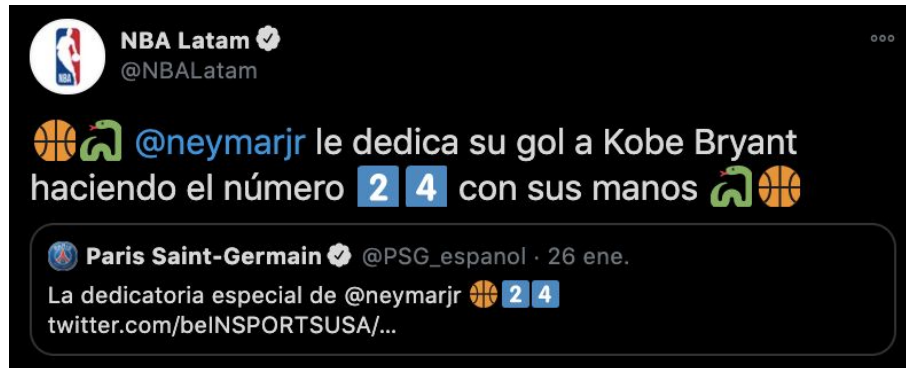 NBA Latam
@NBALatam
🏀🐍 @neymarjr le dedica su gol a Kobe Bryant
haciendo el número 2️⃣4️⃣ con sus manos 🐍🏀
Paris Saint-Germain @PSG_espanol · 26 ene.
La dedicatoria especial de @neymarjr 🏀2️⃣4️⃣
twitter.com/beINSPORTSUSA/...